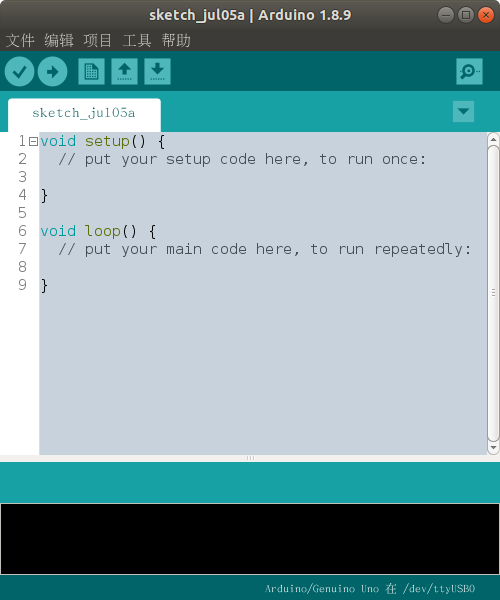 sketch_jul05a | Arduino 1.8.9
文件 编辑 项目 工具 帮助
sketch_jul05a
1 void setup() {
2   // put your setup code here, to run once:
3
4 }
5
6 void loop() {
7   // put your main code here, to run repeatedly:
8
9 }
Arduino/Genuino Uno 在 /dev/ttyUSB0